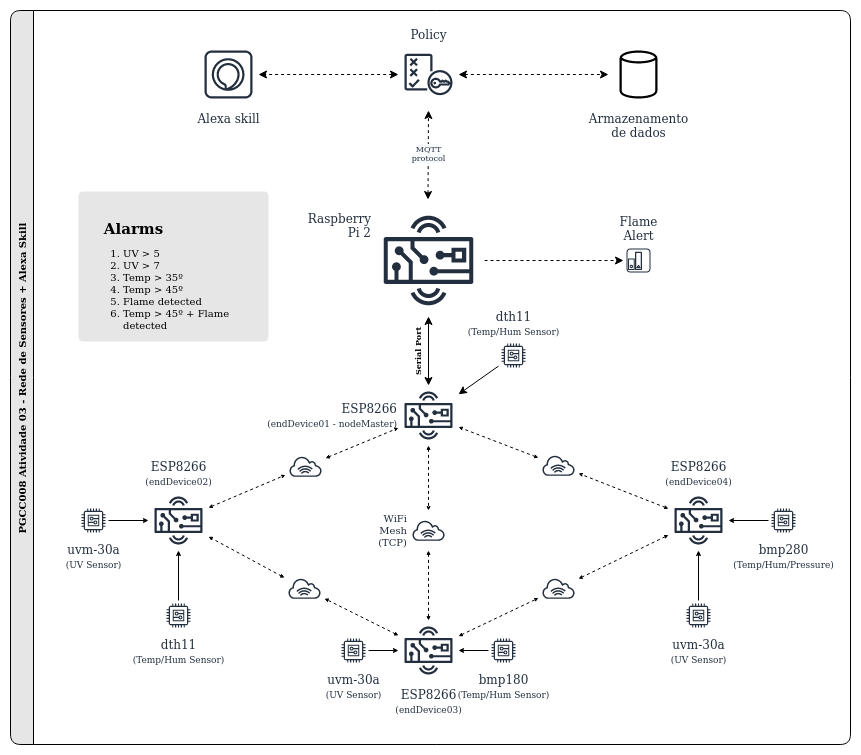 PGCC008 Atividade 03 - Rede de Sensores + Alexa Skill
Policy
Alexa skill
Armazenamento
de dados
MQTT
protocol
Alarms
1. UV > 5
2. UV > 7
3. Temp > 35º
4. Temp > 45º
5. Flame detected
6. Temp > 45º + Flame
detected
Raspberry
Pi 2
Flame
Alert
Serial Port
dth11
(Temp/Hum Sensor)
ESP8266
(endDevice01 - nodeMaster)
ESP8266
(endDevice02)
ESP8266
(endDevice04)
WiFi
Mesh
(TCP)
uvm-30a
(UV Sensor)
bmp280
(Temp/Hum/Pressure)
dth11
(Temp/Hum Sensor)
uvm-30a
(UV Sensor)
uvm-30a
(UV Sensor)
ESP8266
(endDevice03)
bmp180
(Temp/Hum Sensor)